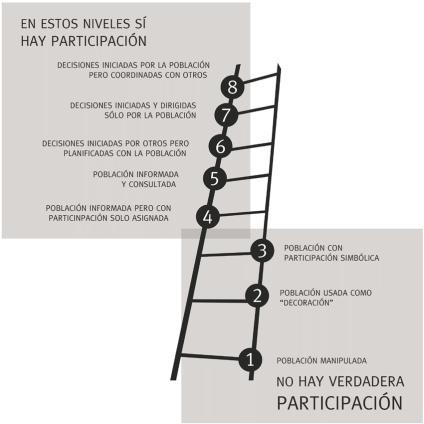 EN ESTOS NIVELES SÍ
HAY PARTICIPACIÓN
DECISIONES INICIADAS POR LA POBLACIÓN
PERO COORDINADAS CON OTROS
8
DECISIONES INICIADAS Y DIRIGIDAS
SÓLO POR LA POBLACIÓN
7
DECISIONES INICIADAS POR OTROS PERO
PLANIFICADAS CON LA POBLACIÓN
6
POBLACIÓN INFORMADA
Y CONSULTADA
5
POBLACIÓN INFORMADA PERO CON
PARTICINPACIÓN SOLO ASIGNADA
4
3
POBLACIÓN CON
PARTICIPACIÓN SIMBÓLICA
2
POBLACIÓN USADA COMO
"DECORACIÓN"
1
POBLACIÓN MANIPULADA
NO HAY VERDADERA
PARTICIPACIÓN